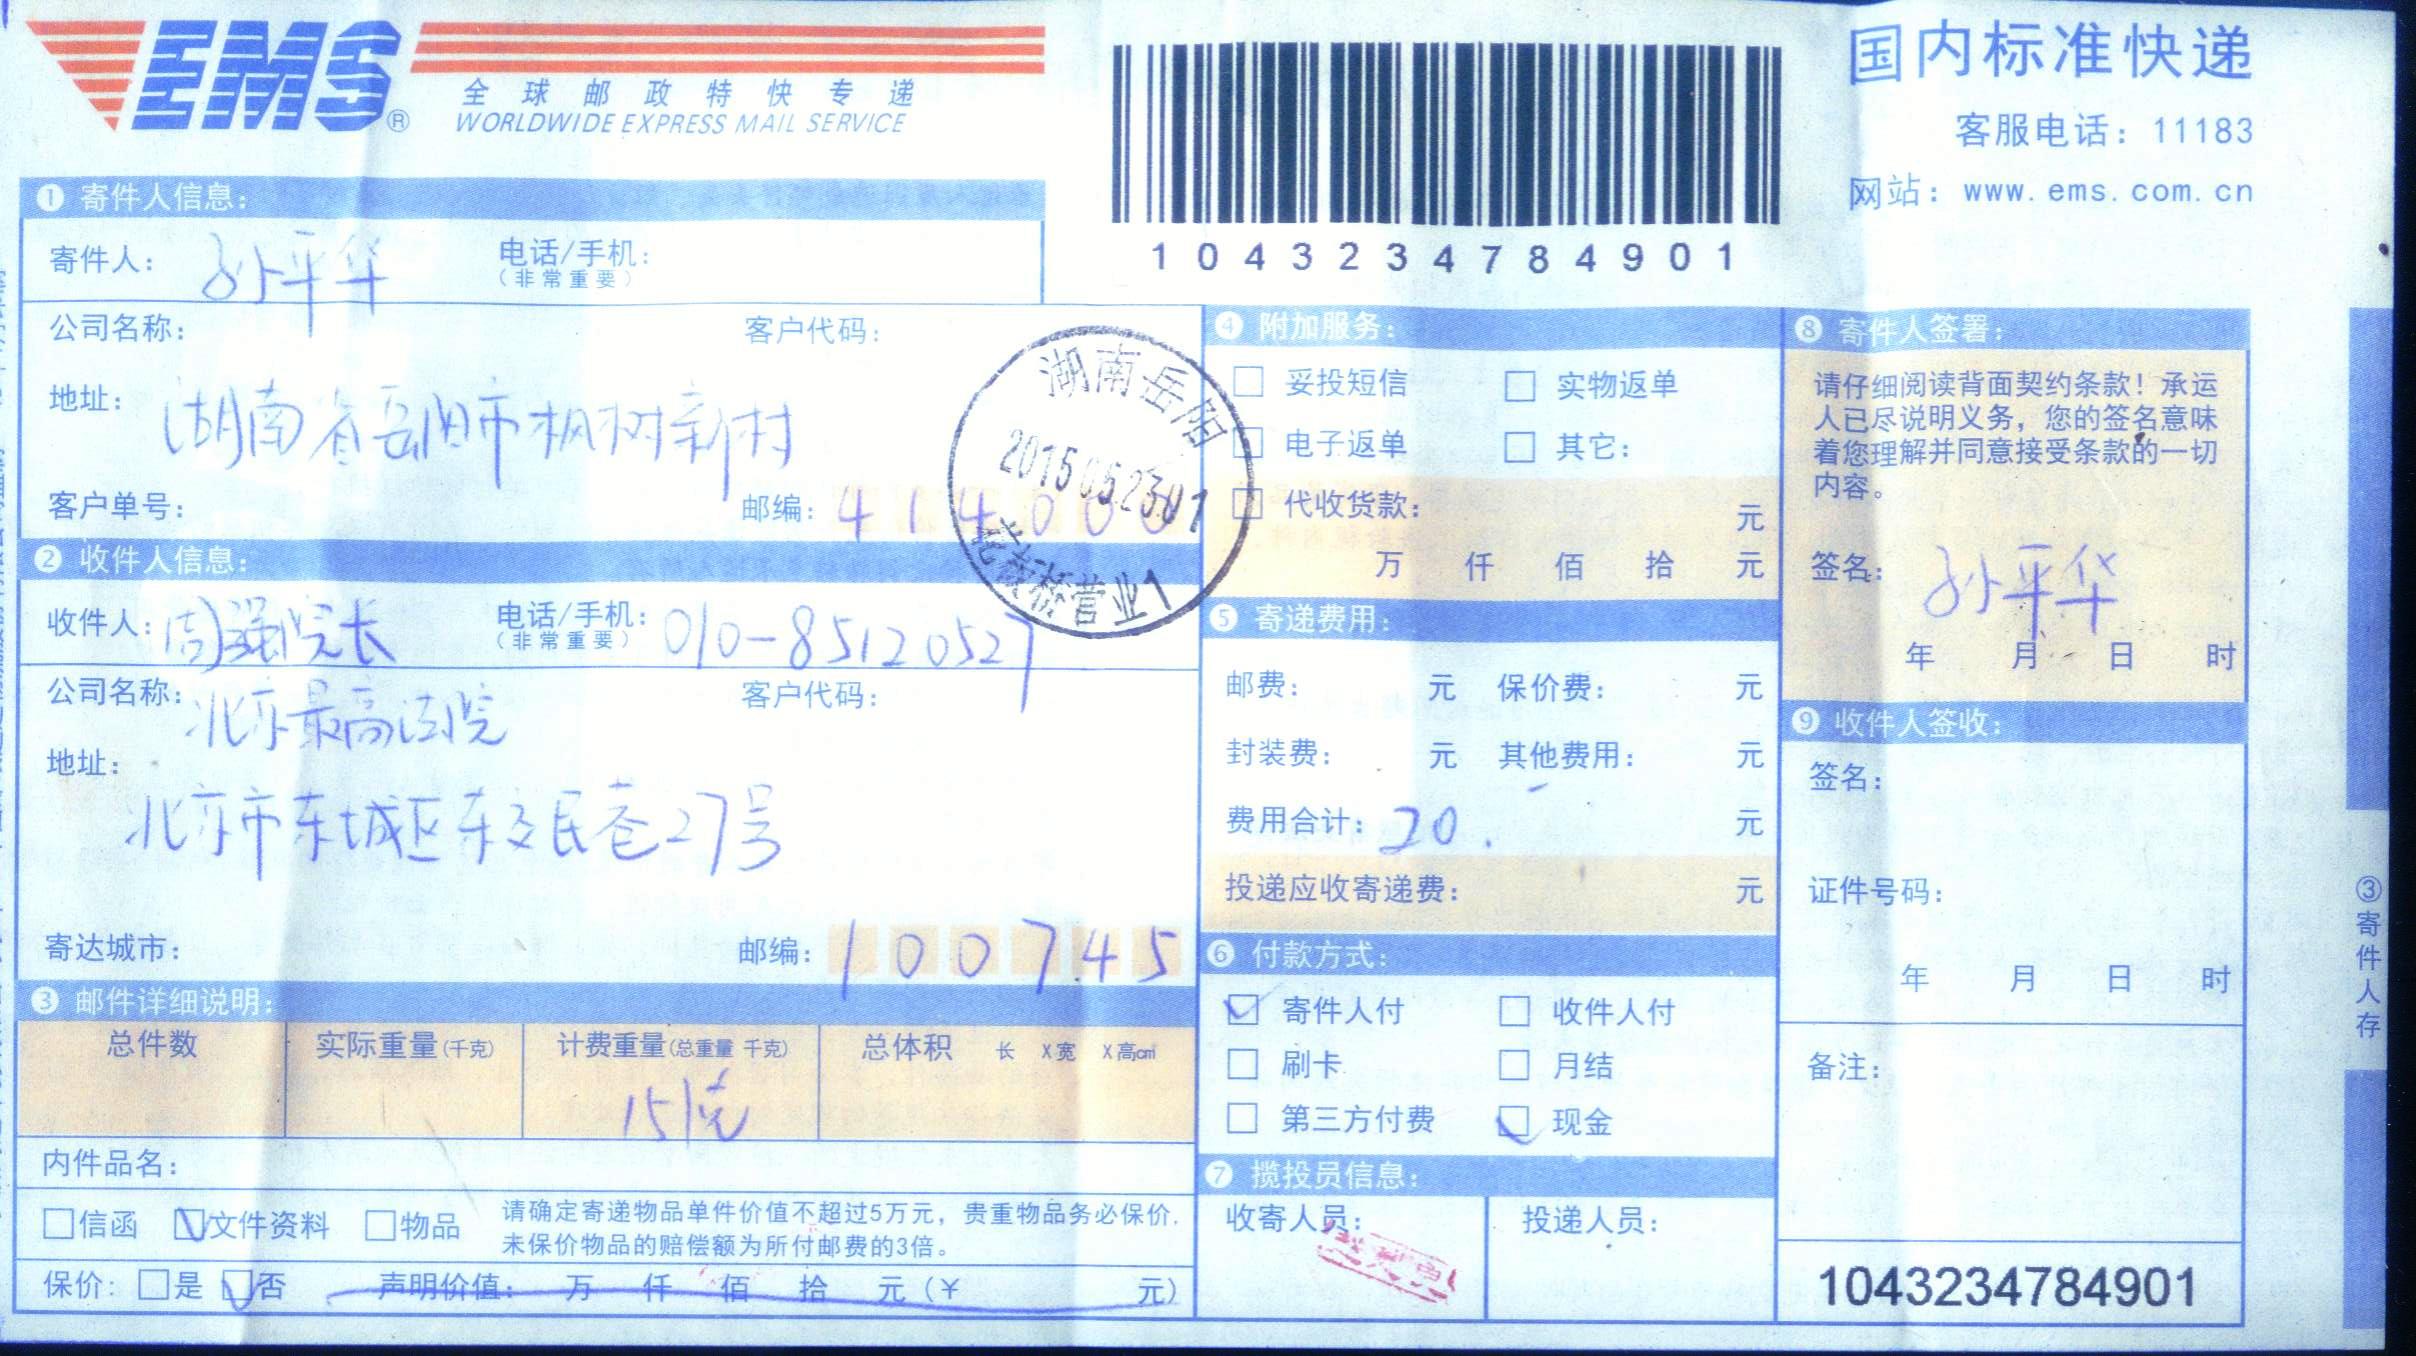 EMS®
全球邮政特快专递
WORLDWIDE EXPRESS MAIL SERVICE
1043234784901
国内标准快递
客服电话：11183
网站：www.ems.com.cn
❶ 寄件人信息：
寄件人： 孙平华 电话/手机：
（非常重要）
公司名称： 客户代码：
地址： 湖南省岳阳市枫树新村
客户单号： 邮编：414000
湖南岳阳
2015 05 23 01
桥营业1
❷ 收件人信息：
收件人：周强院长 电话/手机：010-85120527
（非常重要）
公司名称：北京最高法院 客户代码：
地址：
北京市东城区东交民巷27号
寄达城市： 邮编：100745
❸ 邮件详细说明：
总件数 实际重量(千克) 计费重量(总重量 千克) 总体积 长 X宽 X高cm
151克
内件品名：
信函 文件资料 物品
请确定寄递物品单件价值不超过5万元，贵重物品务必保价，
未保价物品的赔偿额为所付邮费的3倍。
保价: 是 否 声明价值： 万 仟 佰 拾 元（¥ 元）
❹ 附加服务：
妥投短信 实物返单
电子返单 其它：
代收货款： 元
万 仟 佰 拾 元
❺ 寄递费用：
邮费： 元 保价费： 元
封装费： 元 其他费用： 元
费用合计：20. 元
投递应收寄递费： 元
❻ 付款方式：
寄件人付 收件人付
刷卡 月结
第三方付费 现金
❼ 揽投员信息：
收寄人员： 投递人员：
❽ 寄件人签署：
请仔细阅读背面契约条款！承运
人已尽说明义务，您的签名意味
着您理解并同意接受条款的一切
内容。
签名：孙平华
年 月 日 时
❾ 收件人签收：
签名：
证件号码：
年 月 日 时
备注：
1043234784901
③寄件人存